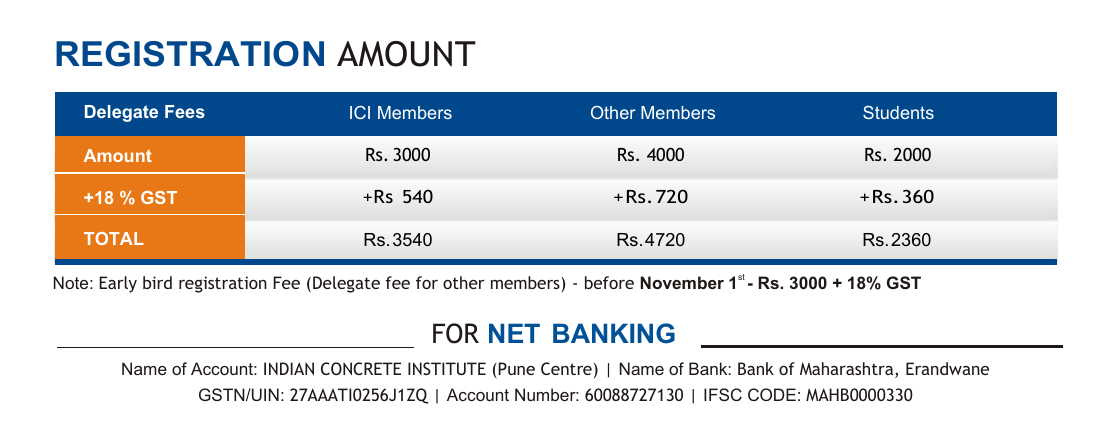 REGISTRATION AMOUNT
Delegate Fees ICI Members Other Members Students
Amount Rs. 3000 Rs. 4000 Rs. 2000
+18 % GST +Rs 540 +Rs. 720 +Rs. 360
TOTAL Rs.3540 Rs.4720 Rs.2360
Note: Early bird registration Fee (Delegate fee for other members) - before November 1st - Rs. 3000 + 18% GST
FOR NET BANKING
Name of Account: INDIAN CONCRETE INSTITUTE (Pune Centre) | Name of Bank: Bank of Maharashtra, Erandwane
GSTN/UIN: 27AAATI0256J1ZQ | Account Number: 60088727130 | IFSC CODE: MAHB0000330